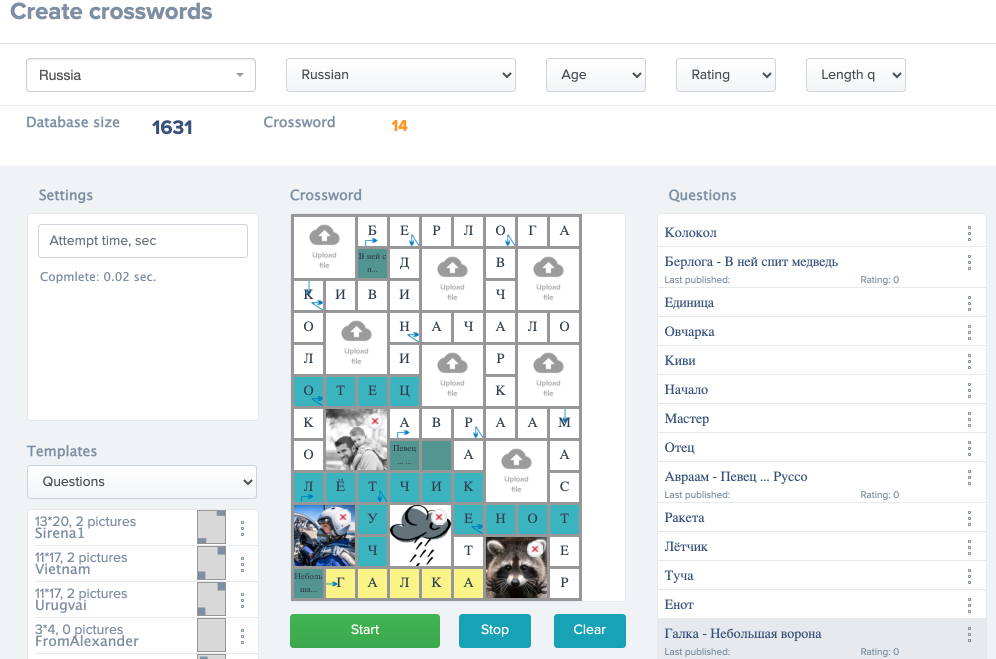 Create crosswords
Russia
Russian
Age
Rating
Length q
Database size 1631 Crossword 14
Settings
Attempt time, sec
Copmlete: 0.02 sec.
Templates
Questions
13*20, 2 pictures
Sirena1
11*17, 2 pictures
Vietnam
11*17, 2 pictures
Urugvai
3*4, 0 pictures
FromAlexander
Crossword
Upload file Б Е Р Л О Г А
В ней с п... Д Upload file В Upload file
К И В И Ч
О Upload file Н А Ч А Л О
Л И Upload file Р Upload file
О Т Е Ц К
К А В Р А А М
О Певец ... ... А Upload file А
Л Ё Т Ч И К С
У Е Н О Т
Ч Т Е
Неболь ша... Г А Л К А Р
Start Stop Clear
Questions
Колокол
Берлога - В ней спит медведь
Last published: Rating: 0
Единица
Овчарка
Киви
Начало
Мастер
Отец
Авраам - Певец ... Руссо
Last published: Rating: 0
Ракета
Лётчик
Туча
Енот
Галка - Небольшая ворона
Last published: Rating: 0